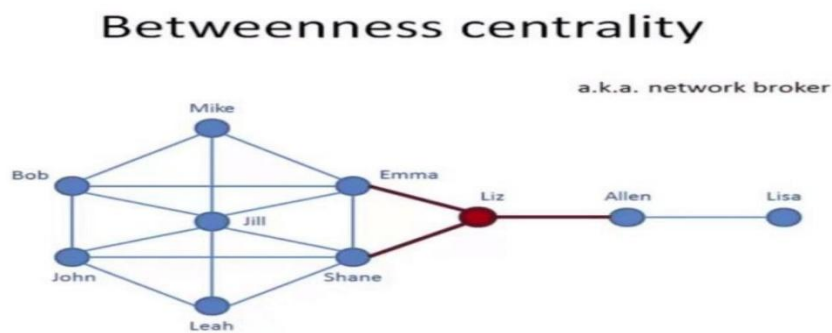 Betweenness centrality
a.k.a. network broker
Mike
Bob
Emma
Liz
Allen
Lisa
Jill
John
Shane
Leah